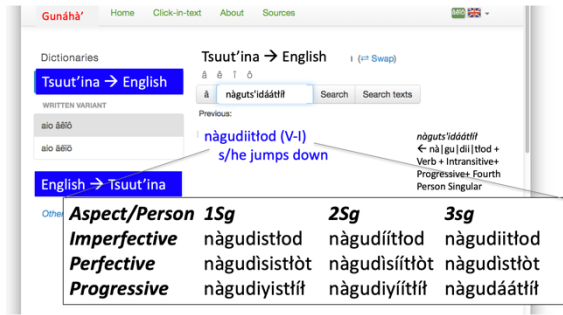 Gunáhà’ Home Click-in-text About Sources
Dictionaries
Tsuut’ina → English
WRITTEN VARIANT
aio âêîô
aio āēīō
English → Tsuut’ina
Tsuut’ina → English | (⇄ Swap)
â ê î ô
â nàguts'idáátłíł Search Search texts
Previous:
nàgudiitłod (V-I)
s/he jumps down
nàguts'idáátłíł
← nà|gu|dii|tłod +
Verb + Intransitive+
Progressive+ Fourth
Person Singular
Aspect/Person 1Sg 2Sg 3sg
Imperfective nàgudistłod nàgudíítłod nàgudiitłod
Perfective nàgudìsistłòt nàgudìsíítłòt nàgudìstłòt
Progressive nàgudiyistłíł nàgudiyíítłíł nàgudáátłíł